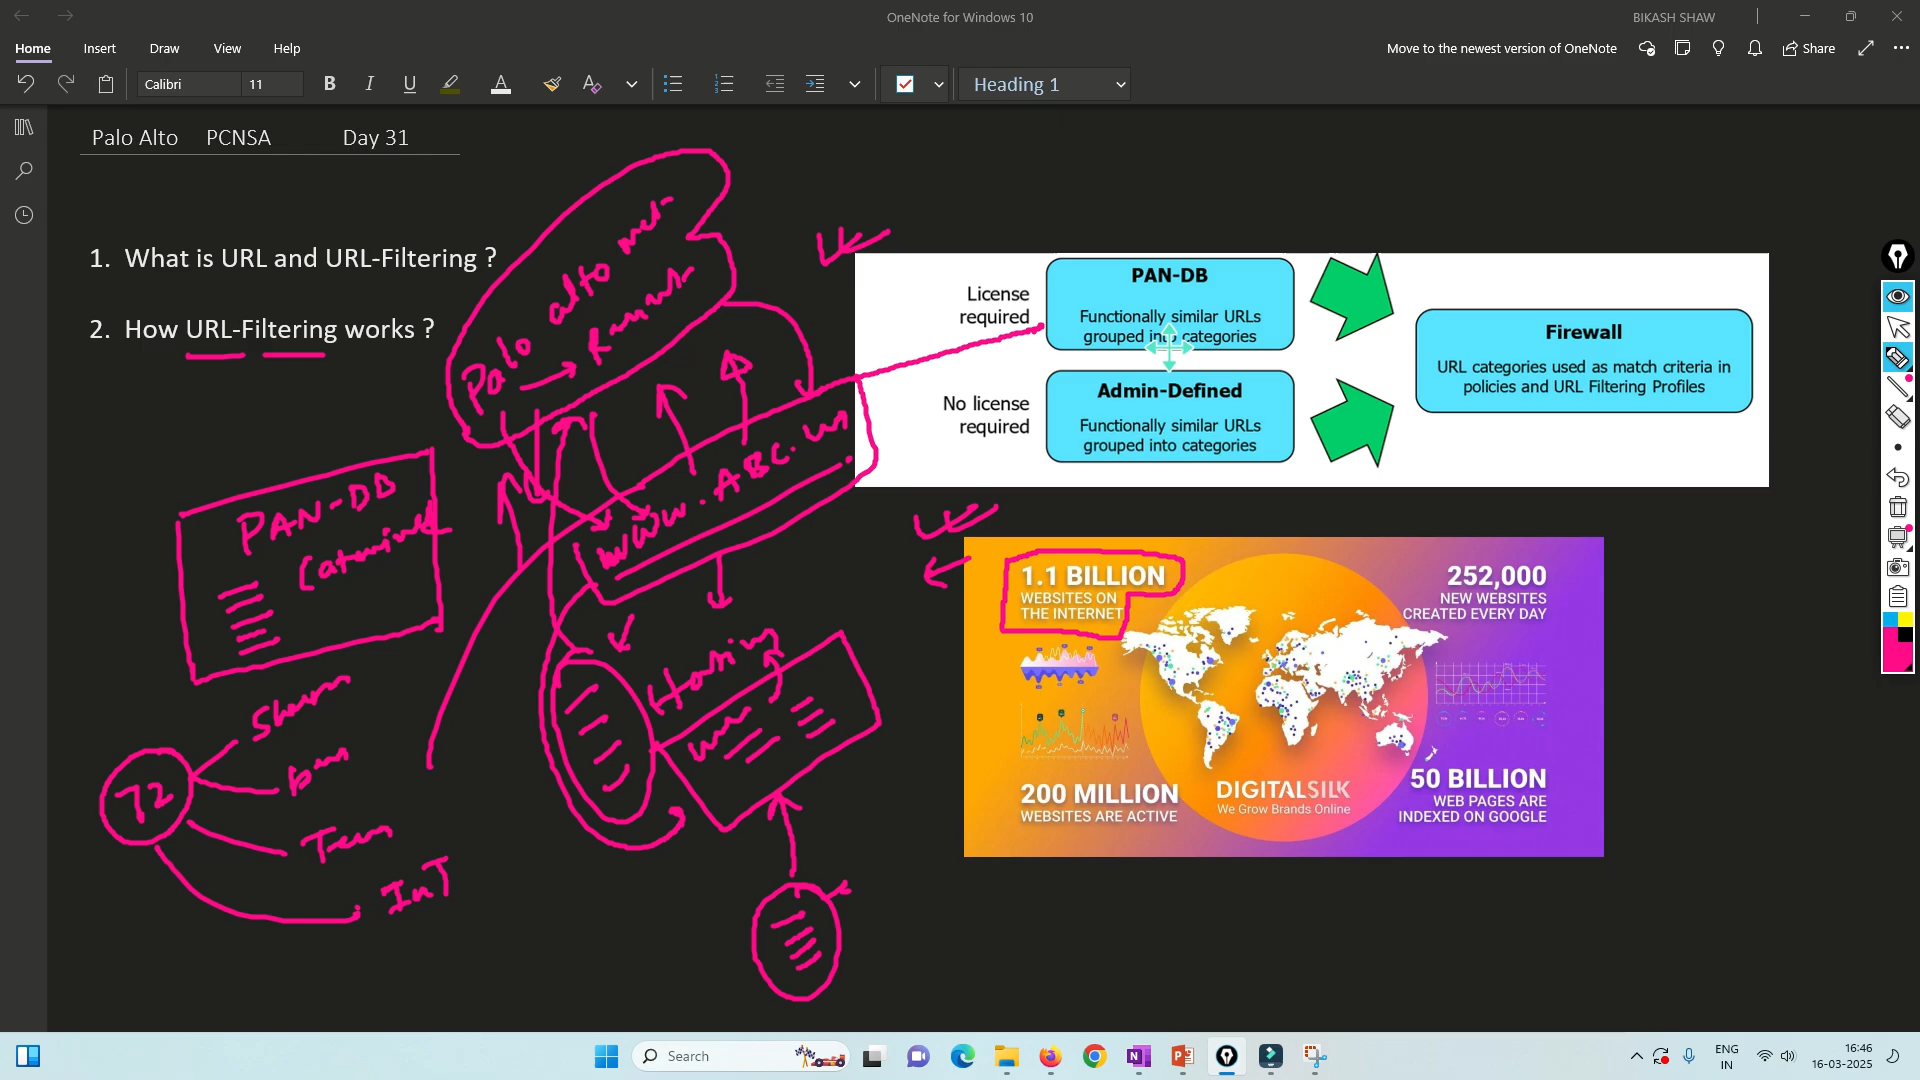 OneNote for Windows 10
BIKASH SHAW
Home
Insert
Draw
View
Help
Move to the newest version of OneNote
Share
Calibri
11
B
I
U
A
Heading 1
Palo Alto PCNSA Day 31
1. What is URL and URL-Filtering ?
2. How URL-Filtering works ?
Palo alto
PAN-DB
www.ABC.
Hosting
72
InT
License
required
PAN-DB
Functionally similar URLs
grouped into categories
No license
required
Admin-Defined
Functionally similar URLs
grouped into categories
Firewall
URL categories used as match criteria in
policies and URL Filtering Profiles
1.1 BILLION
WEBSITES ON
THE INTERNET
252,000
NEW WEBSITES
CREATED EVERY DAY
200 MILLION
WEBSITES ARE ACTIVE
DIGITALSILK
We Grow Brands Online
50 BILLION
WEB PAGES ARE
INDEXED ON GOOGLE
Search
ENG
IN
16:46
16-03-2025